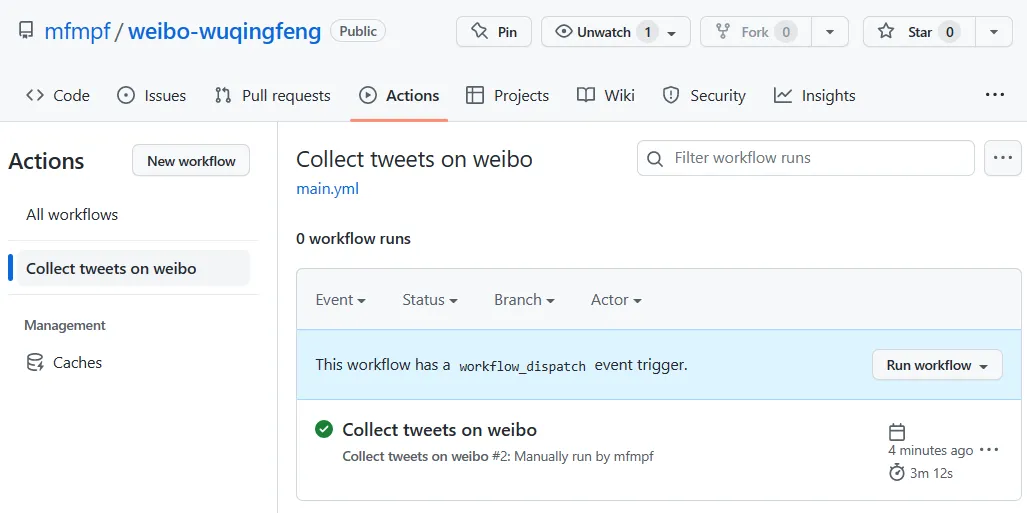 mfmpf / weibo-wuqingfeng Public Pin Unwatch 1 Fork 0 Star 0
Code Issues Pull requests Actions Projects Wiki Security Insights ...
Actions New workflow
All workflows
Collect tweets on weibo
Management
Caches
Collect tweets on weibo Filter workflow runs ...
main.yml
0 workflow runs
Event Status Branch Actor
This workflow has a workflow_dispatch event trigger. Run workflow
Collect tweets on weibo
Collect tweets on weibo #2: Manually run by mfmpf
4 minutes ago ...
3m 12s